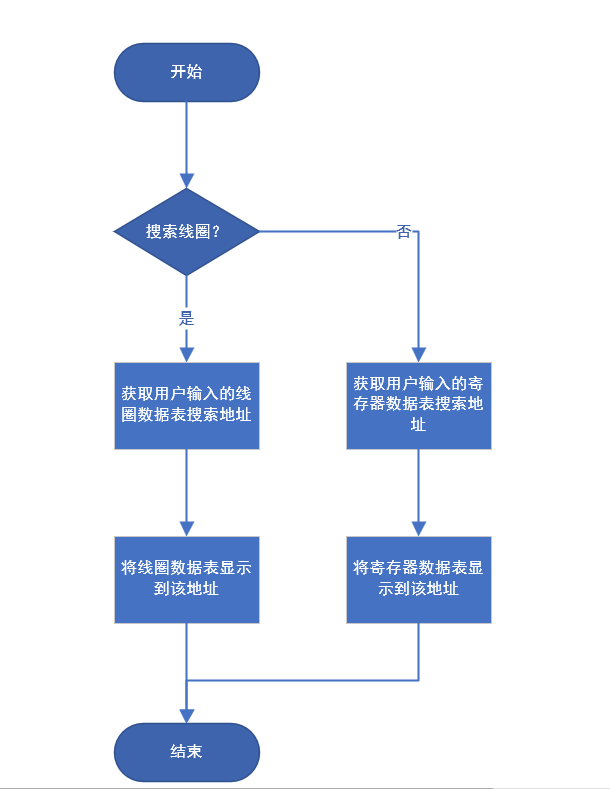 开始
搜索线圈？
否
是
获取用户输入的线
圈数据表搜索地址
获取用户输入的寄
存器数据表搜索地
址
将线圈数据表显示
到该地址
将寄存器数据表显
示到该地址
结束